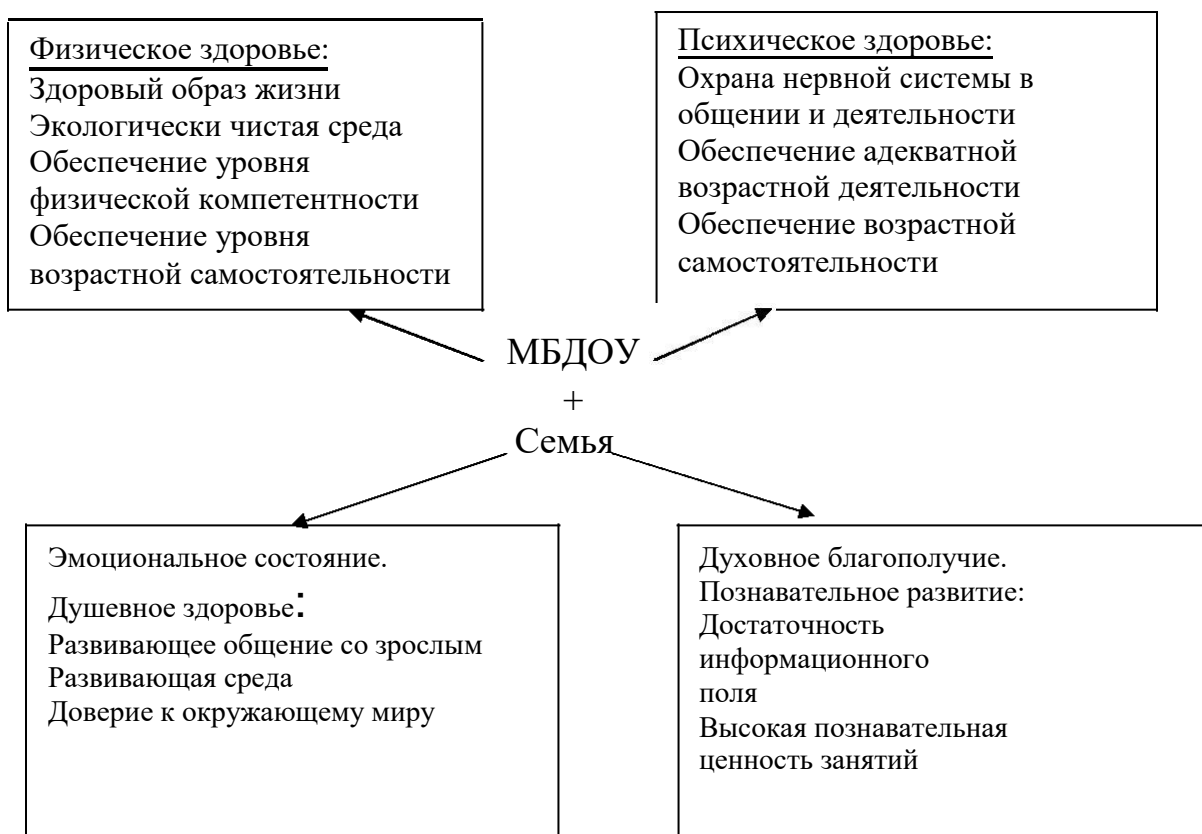 Физическое здоровье:
Здоровый образ жизни
Экологически чистая среда
Обеспечение уровня
физической компетентности
Обеспечение уровня
возрастной самостоятельности
Психическое здоровье:
Охрана нервной системы в
общении и деятельности
Обеспечение адекватной
возрастной деятельности
Обеспечение возрастной
самостоятельности
МБДОУ
+
Семья
Эмоциональное состояние.
Душевное здоровье:
Развивающее общение со зрослым
Развивающая среда
Доверие к окружающему миру
Духовное благополучие.
Познавательное развитие:
Достаточность
информационного
поля
Высокая познавательная
ценность занятий